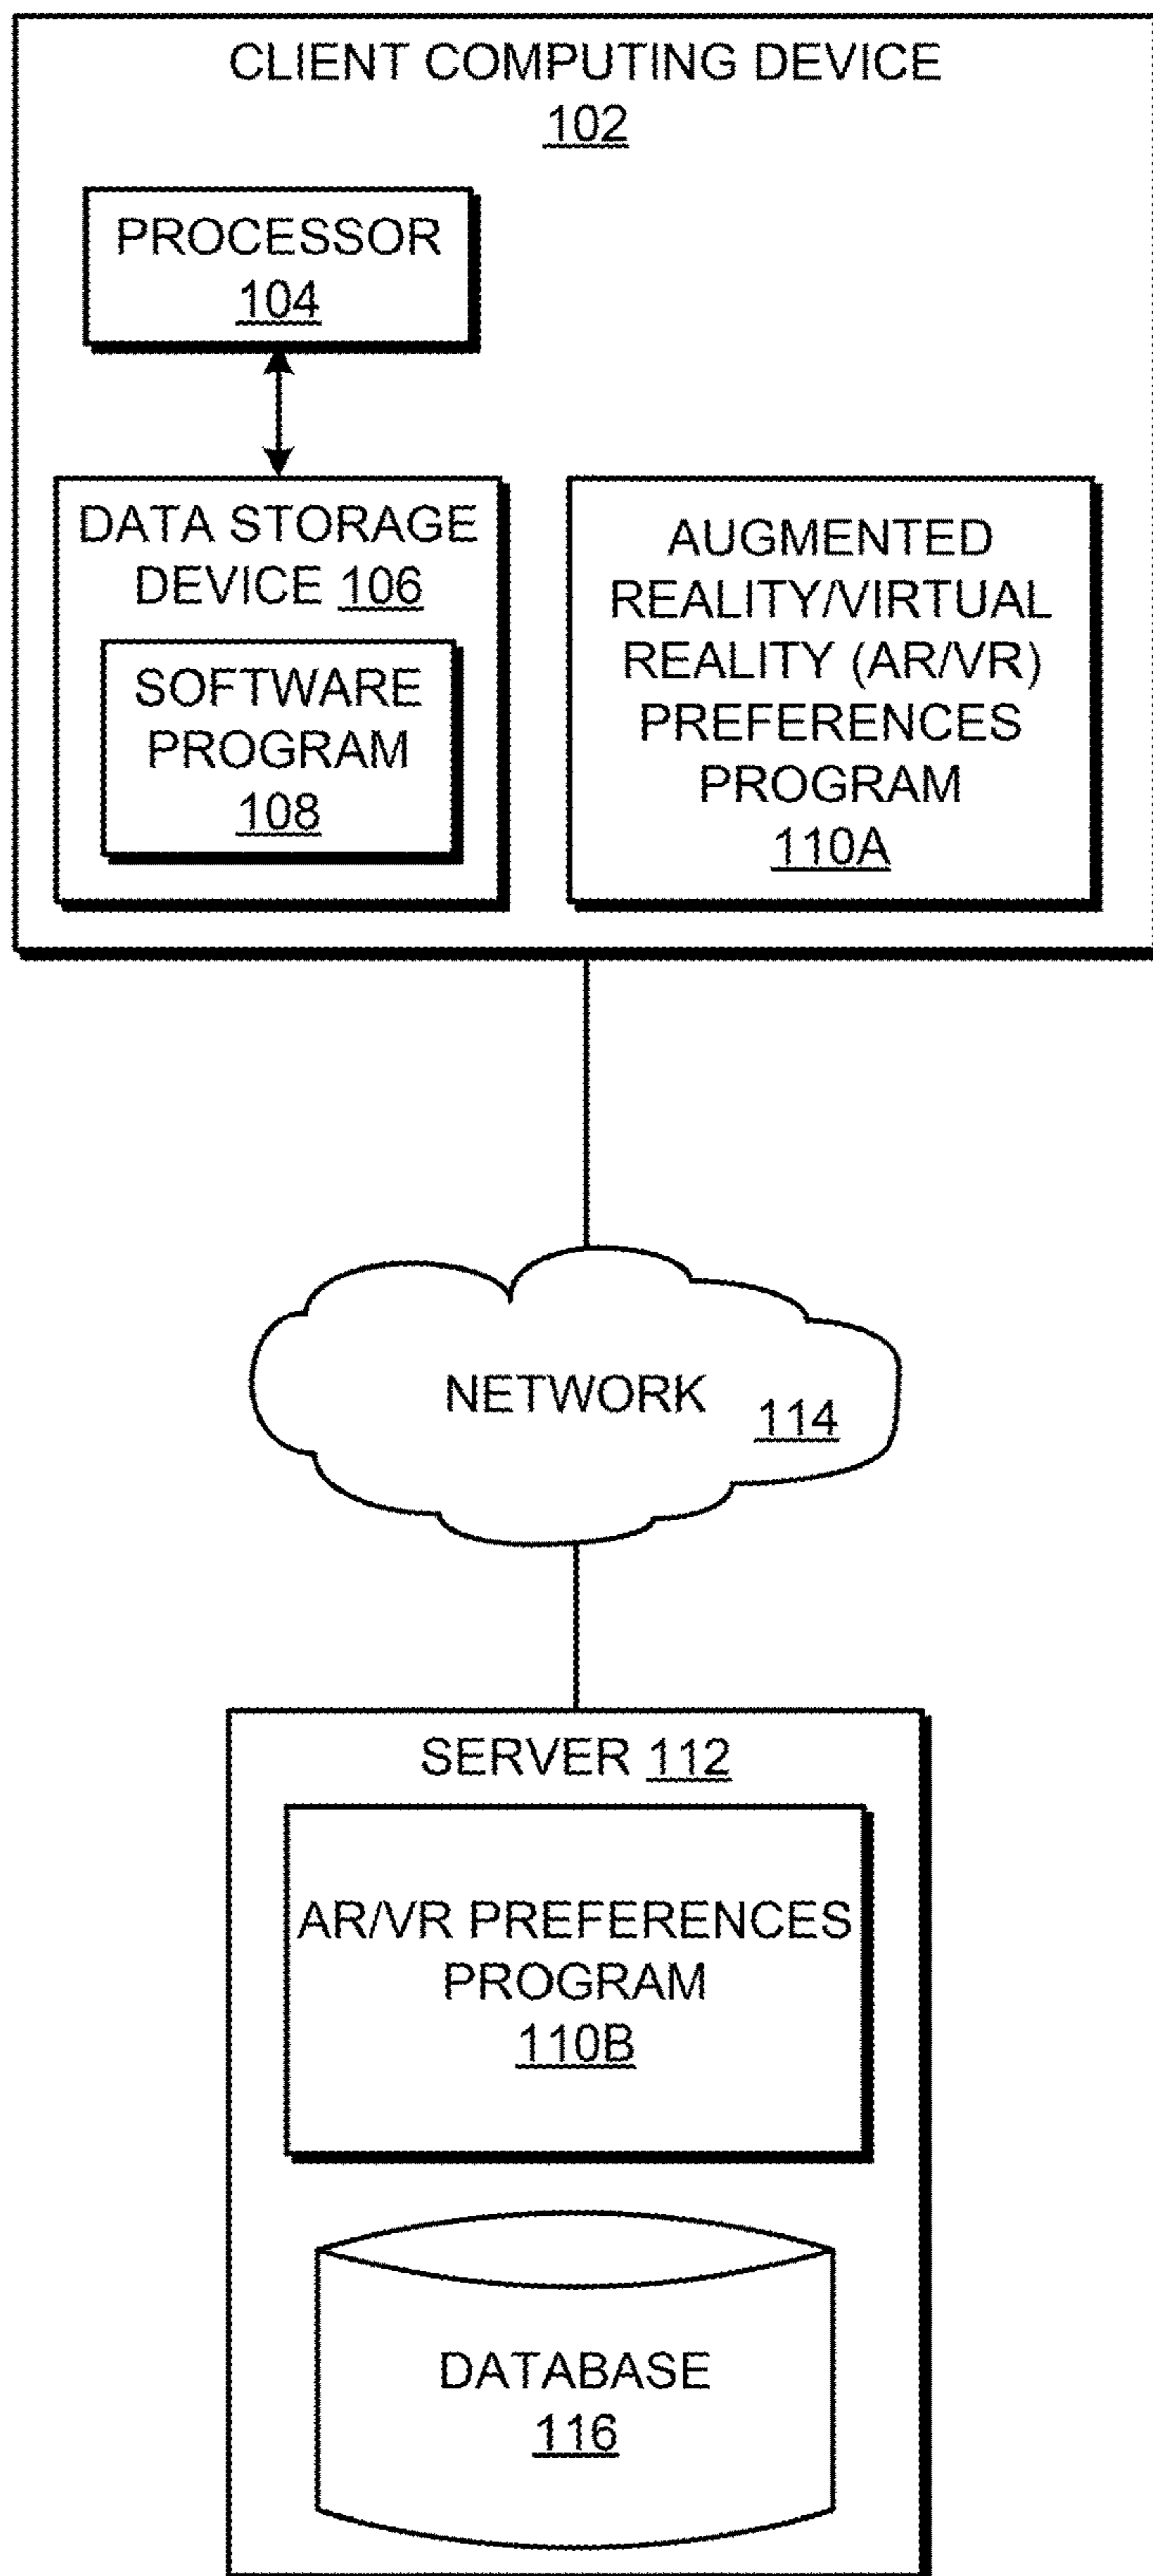 CLIENT COMPUTING DEVICE
102
PROCESSOR
104
DATA STORAGE
DEVICE 106
SOFTWARE
PROGRAM
108
AUGMENTED
REALITY/VIRTUAL
REALITY (AR/VR)
PREFERENCES
PROGRAM
110A
NETWORK 114
SERVER 112
AR/VR PREFERENCES
PROGRAM
110B
DATABASE
116